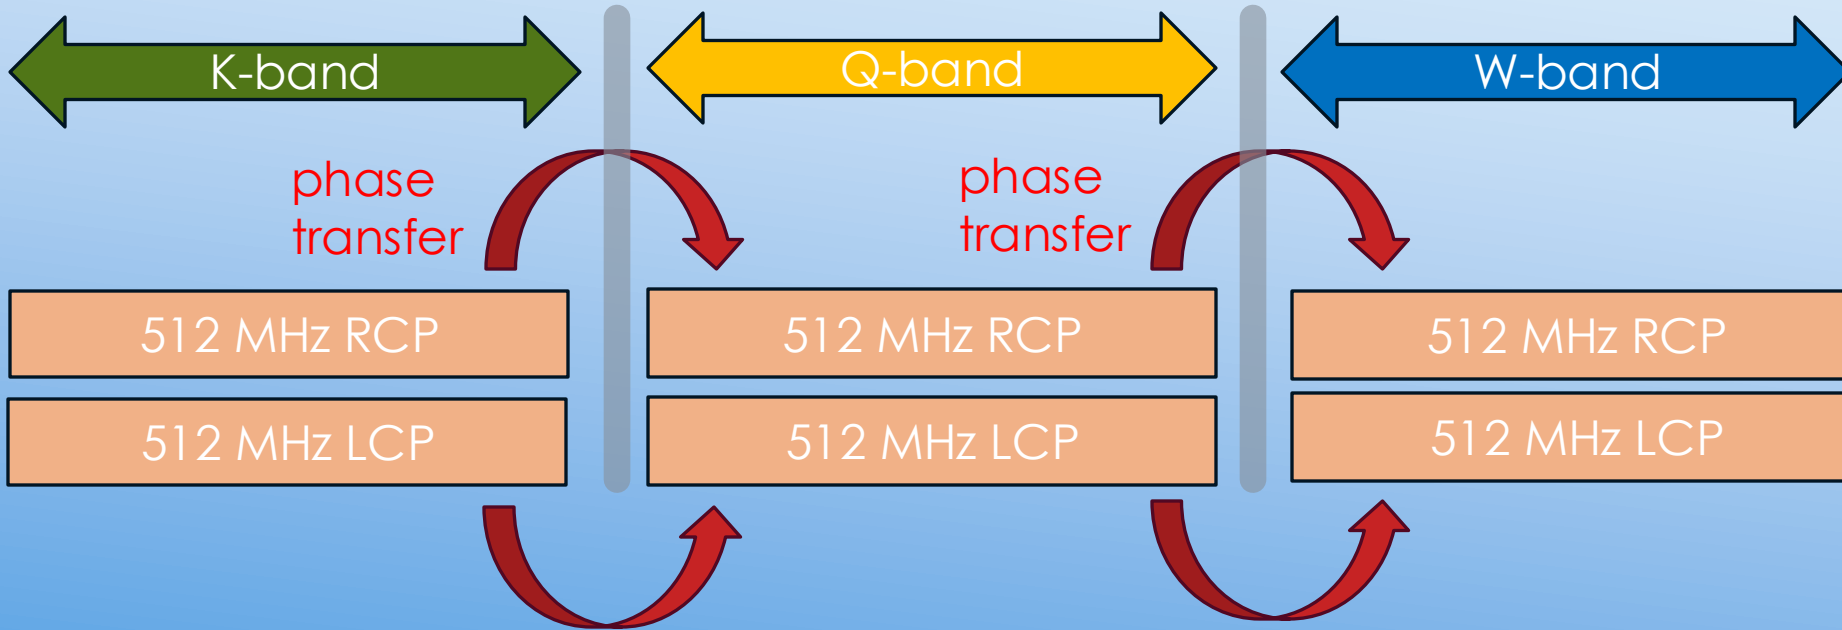 K-band
Q-band
W-band
phase
transfer
phase
transfer
512 MHz RCP
512 MHz RCP
512 MHz RCP
512 MHz LCP
512 MHz LCP
512 MHz LCP